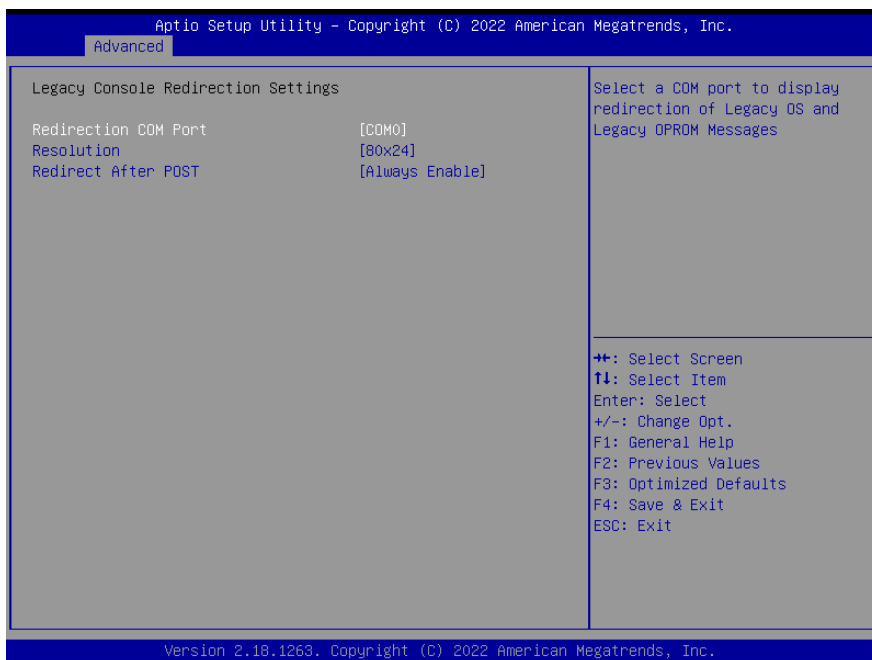 Aptio Setup Utility – Copyright (C) 2022 American Megatrends, Inc.
Advanced
Legacy Console Redirection Settings
Redirection COM Port [COM0]
Resolution [80x24]
Redirect After POST [Always Enable]
Select a COM port to display
redirection of Legacy OS and
Legacy OPROM Messages
→←: Select Screen
↑↓: Select Item
Enter: Select
+/-: Change Opt.
F1: General Help
F2: Previous Values
F3: Optimized Defaults
F4: Save & Exit
ESC: Exit
Version 2.18.1263. Copyright (C) 2022 American Megatrends, Inc.